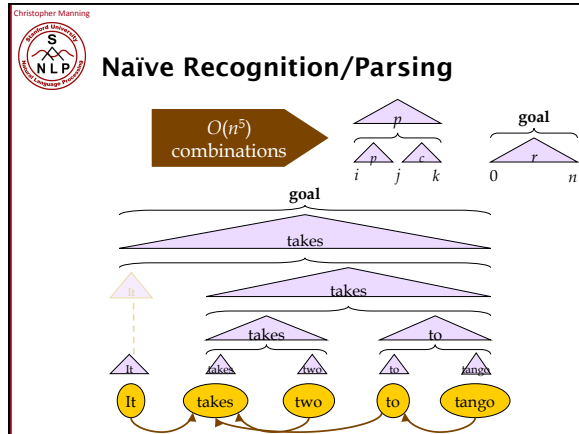 Christopher Manning
Stanford University
S
NLP
Natural Language Processing
Naïve Recognition/Parsing
O(n⁵)
combinations
p
p c
i j k
goal
r
0 n
goal
takes
It
takes
takes
to
It
takes
two
to
tango
It
takes
two
to
tango